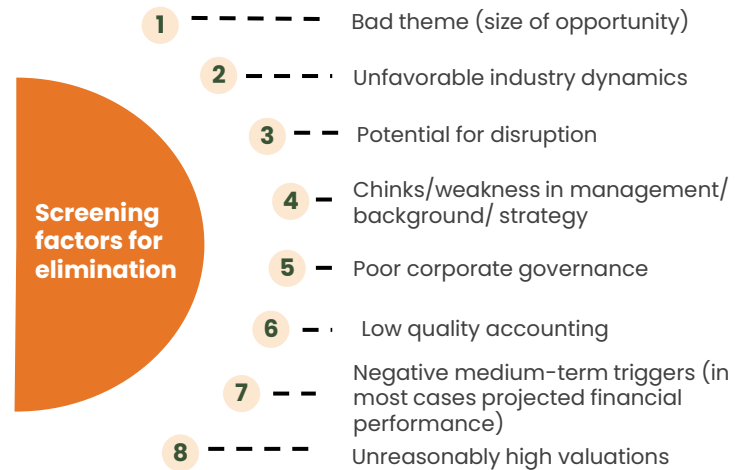 1 Bad theme (size of opportunity)
2 Unfavorable industry dynamics
3 Potential for disruption
Screening
factors for
elimination
4 Chinks/weakness in management/
background/ strategy
5 Poor corporate governance
6 Low quality accounting
7 Negative medium-term triggers (in
most cases projected financial
performance)
8 Unreasonably high valuations